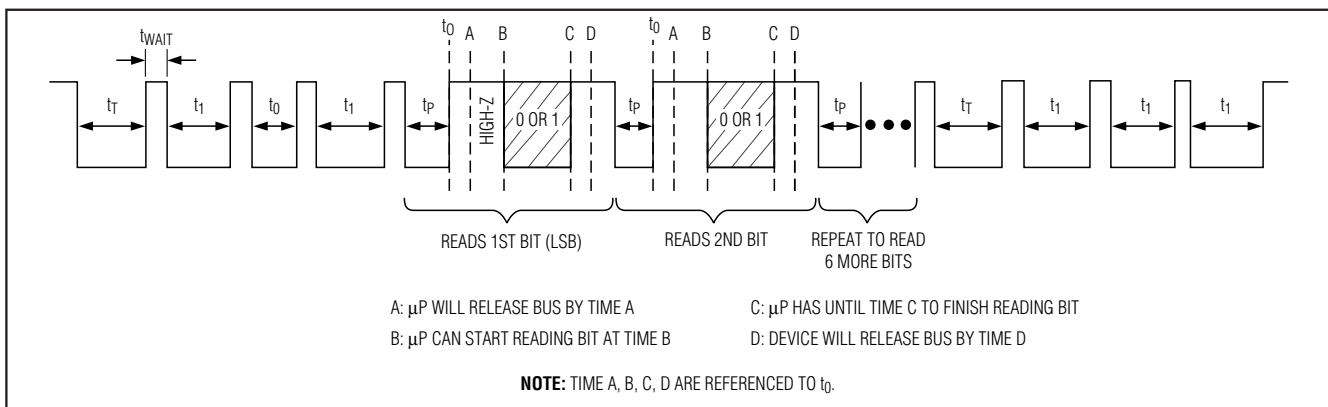 t0 A B C D t0 A B C D
tWAIT
tT t1 t0 t1 tP HIGH-Z 0 OR 1 tP 0 OR 1 tP tT t1 t1 t1
READS 1ST BIT (LSB) READS 2ND BIT REPEAT TO READ
6 MORE BITS
A: μP WILL RELEASE BUS BY TIME A C: μP HAS UNTIL TIME C TO FINISH READING BIT
B: μP CAN START READING BIT AT TIME B D: DEVICE WILL RELEASE BUS BY TIME D
NOTE: TIME A, B, C, D ARE REFERENCED TO t0.